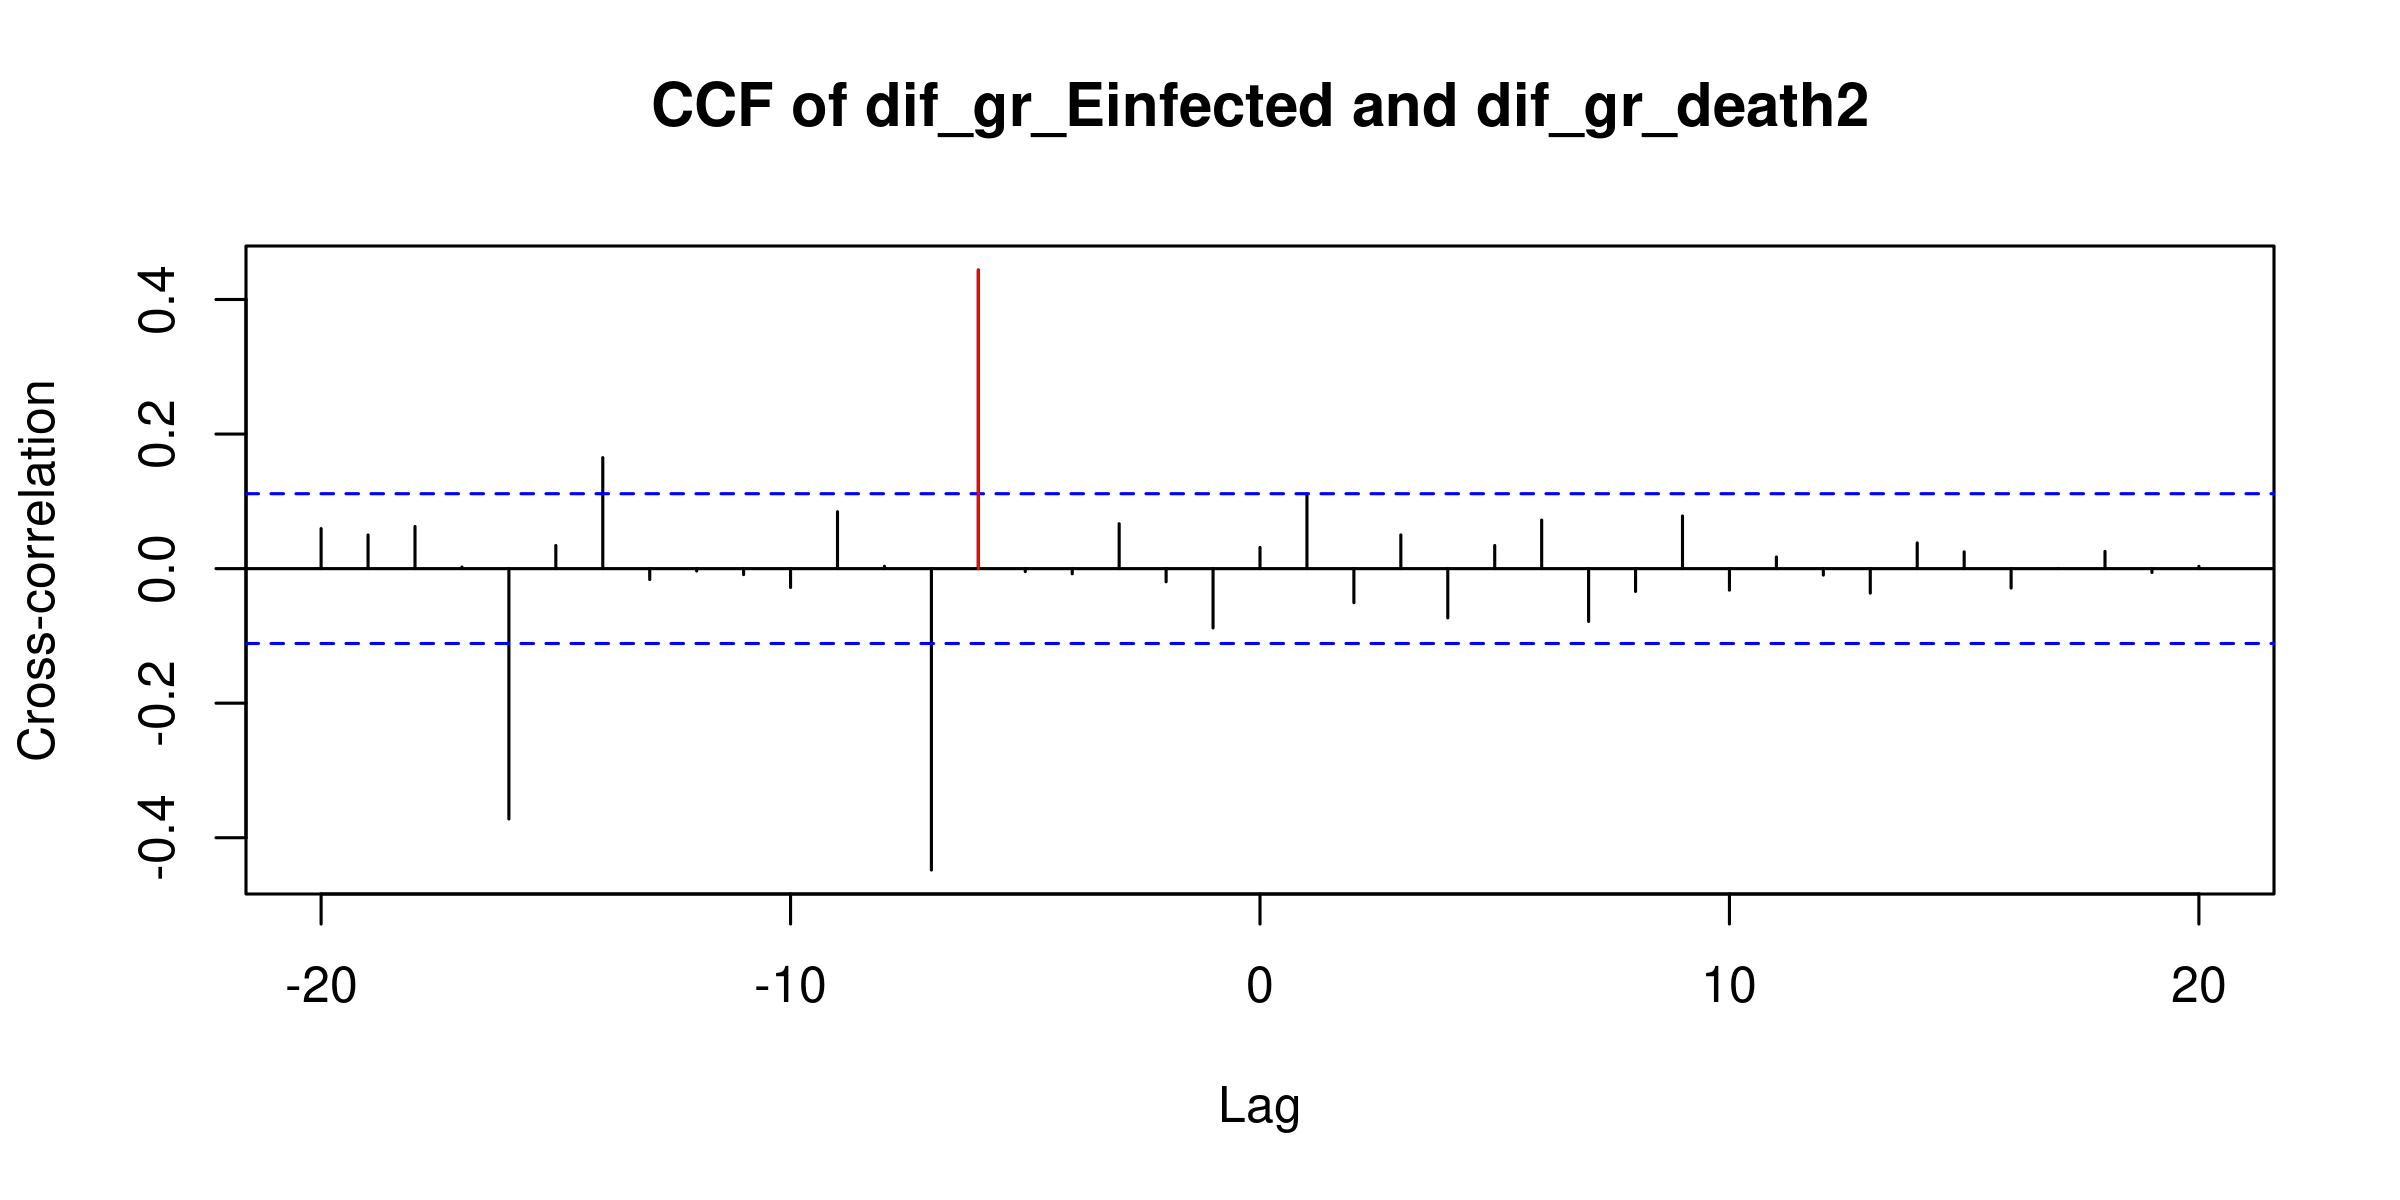 CCF of dif_gr_Einfected and dif_gr_death2
Cross-correlation
0.4
0.2
0.0
-0.2
-0.4
-20 -10 0 10 20
Lag